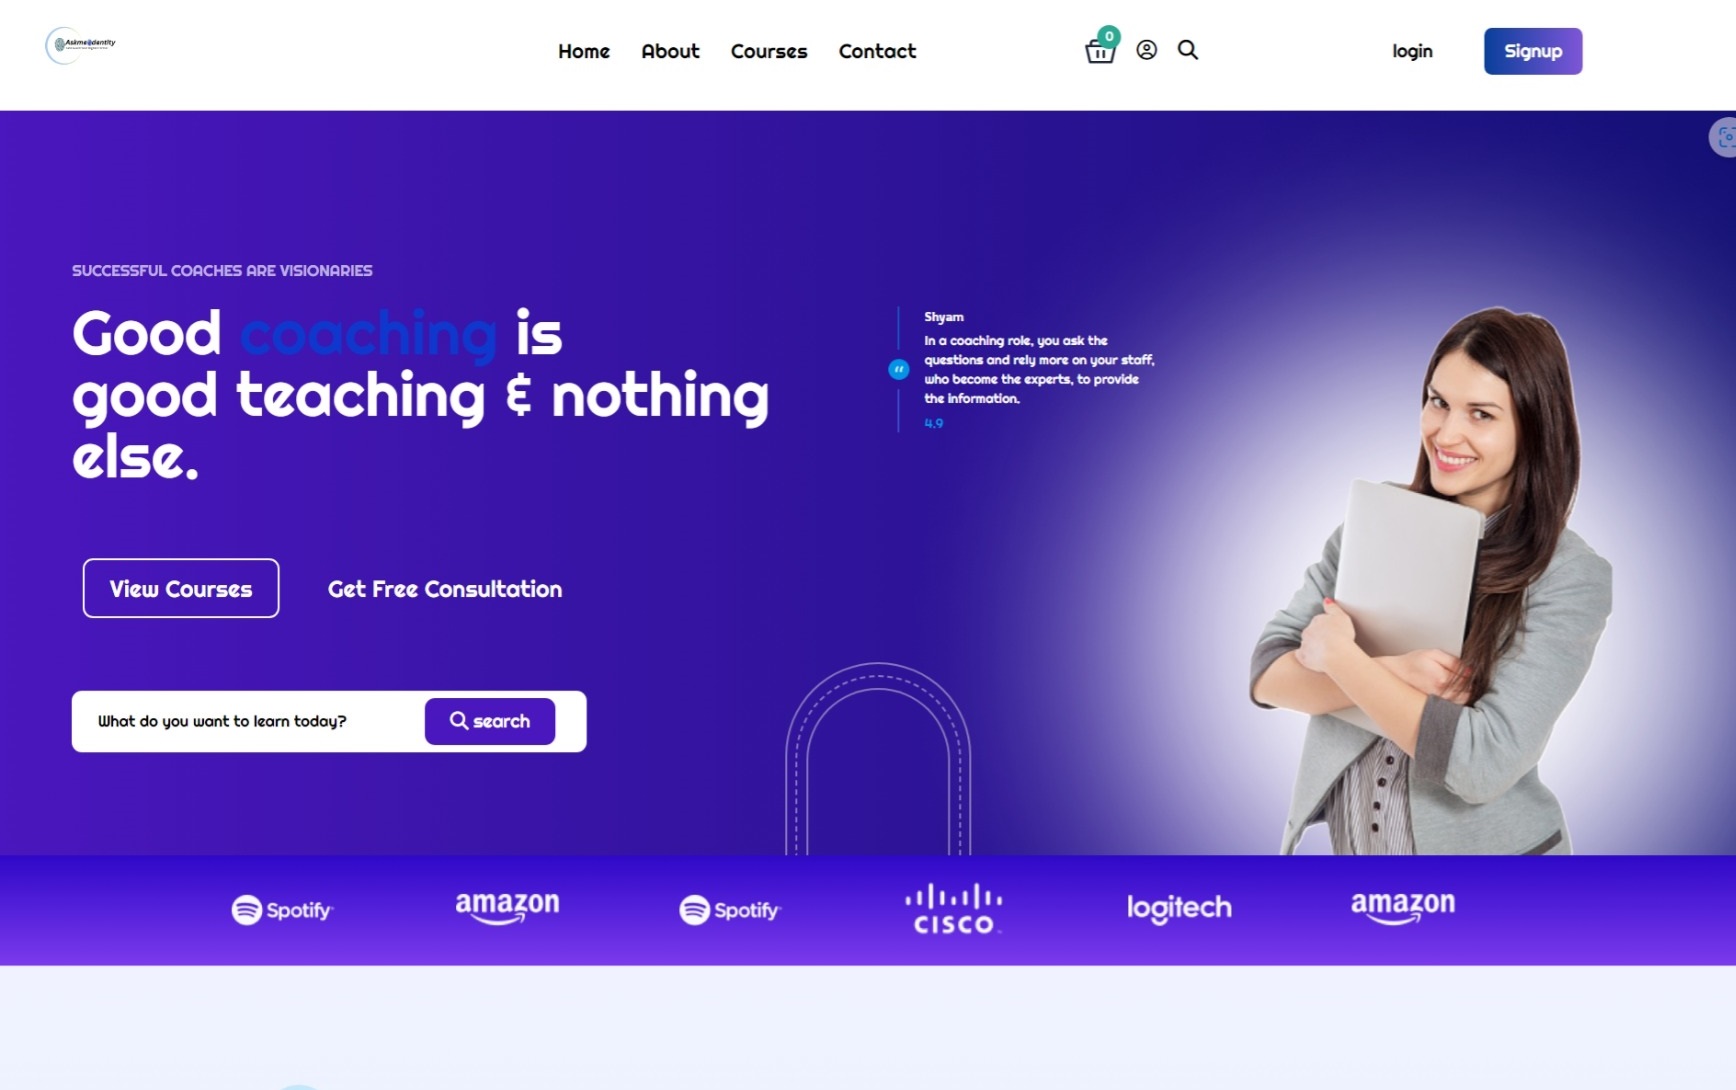 AskmeIdentity
Home
About
Courses
Contact
0
login
Signup
SUCCESSFUL COACHES ARE VISIONARIES
Good coaching is
good teaching & nothing
else.
Shyam
In a coaching role, you ask the
questions and rely more on your staff,
who become the experts, to provide
the information.
4.9
View Courses
Get Free Consultation
What do you want to learn today?
search
Spotify
amazon
Spotify
CISCO
logitech
amazon